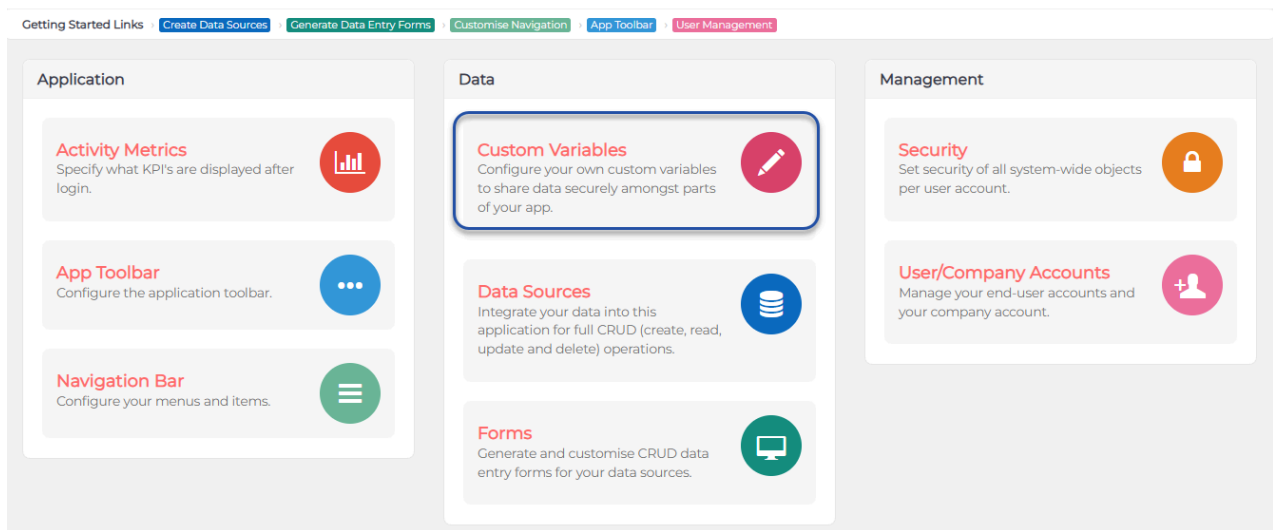 Getting Started Links › Create Data Sources › Generate Data Entry Forms › Customise Navigation › App Toolbar › User Management
Application
Activity Metrics
Specify what KPI's are displayed after
login.
App Toolbar
Configure the application toolbar.
Navigation Bar
Configure your menus and items.
Data
Custom Variables
Configure your own custom variables
to share data securely amongst parts
of your app.
Data Sources
Integrate your data into this
application for full CRUD (create, read,
update and delete) operations.
Forms
Generate and customise CRUD data
entry forms for your data sources.
Management
Security
Set security of all system-wide objects
per user account.
User/Company Accounts
Manage your end-user accounts and
your company account.